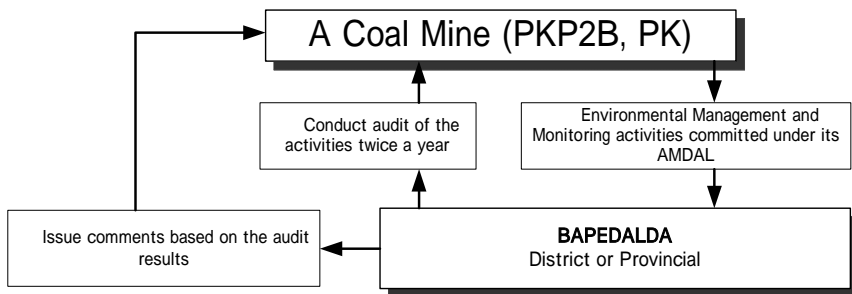 A Coal Mine (PKP2B, PK)
Conduct audit of the
activities twice a year
Environmental Management and
Monitoring activities committed under its
AMDAL
Issue comments based on the audit
results
BAPEDALDA
District or Provincial